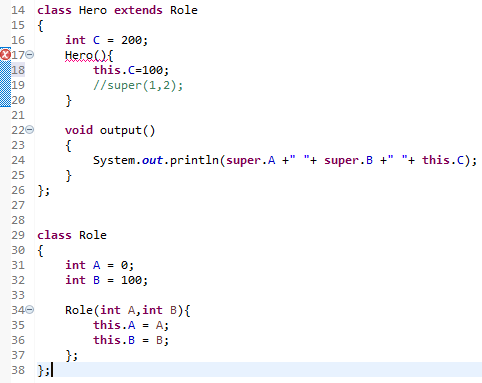 14 class Hero extends Role
15 {
16     int C = 200;
17     Hero(){
18         this.C=100;
19         //super(1,2);
20     }
21
22     void output()
23     {
24         System.out.println(super.A +" "+ super.B +" "+ this.C);
25     }
26 };
27
28
29 class Role
30 {
31     int A = 0;
32     int B = 100;
33
34     Role(int A,int B){
35         this.A = A;
36         this.B = B;
37     };
38 };